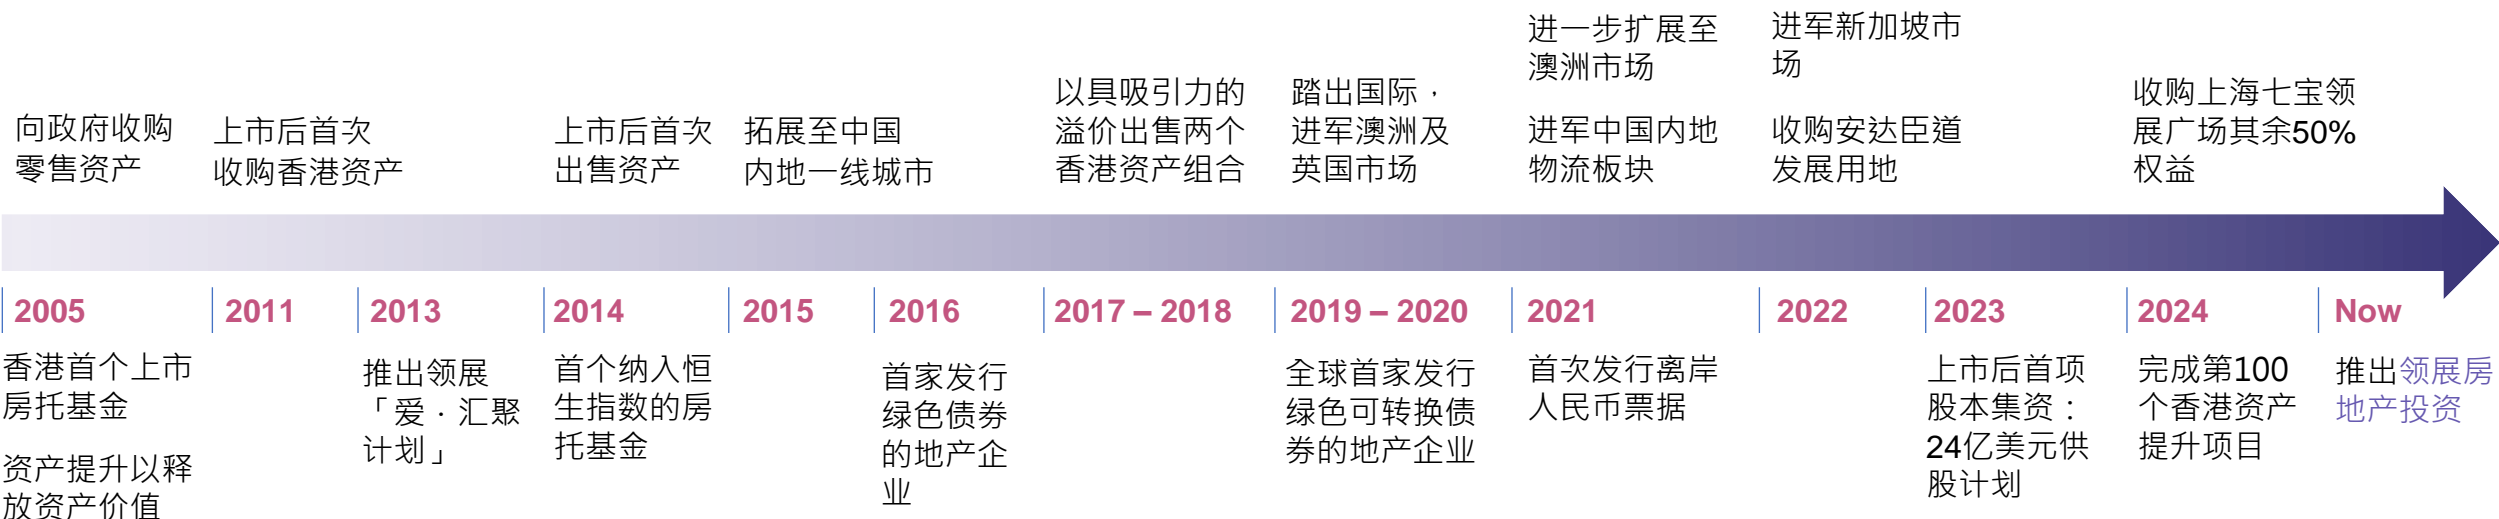 向政府收购
零售资产
上市后首次
收购香港资产
上市后首次
出售资产
拓展至中国
内地一线城市
以具吸引力的
溢价出售两个
香港资产组合
踏出国际，
进军澳洲及
英国市场
进一步扩展至
澳洲市场
进军中国内地
物流板块
进军新加坡市
场
收购安达臣道
发展用地
收购上海七宝领
展广场其余50%
权益
2005
2011
2013
2014
2015
2016
2017 – 2018
2019 – 2020
2021
2022
2023
2024
Now
香港首个上市
房托基金
资产提升以释
放资产价值
推出领展
「爱．汇聚
计划」
首个纳入恒
生指数的房
托基金
首家发行
绿色债券
的地产企
业
全球首家发行
绿色可转换债
券的地产企业
首次发行离岸
人民币票据
上市后首项
股本集资：
24亿美元供
股计划
完成第100
个香港资产
提升项目
推出领展房
地产投资